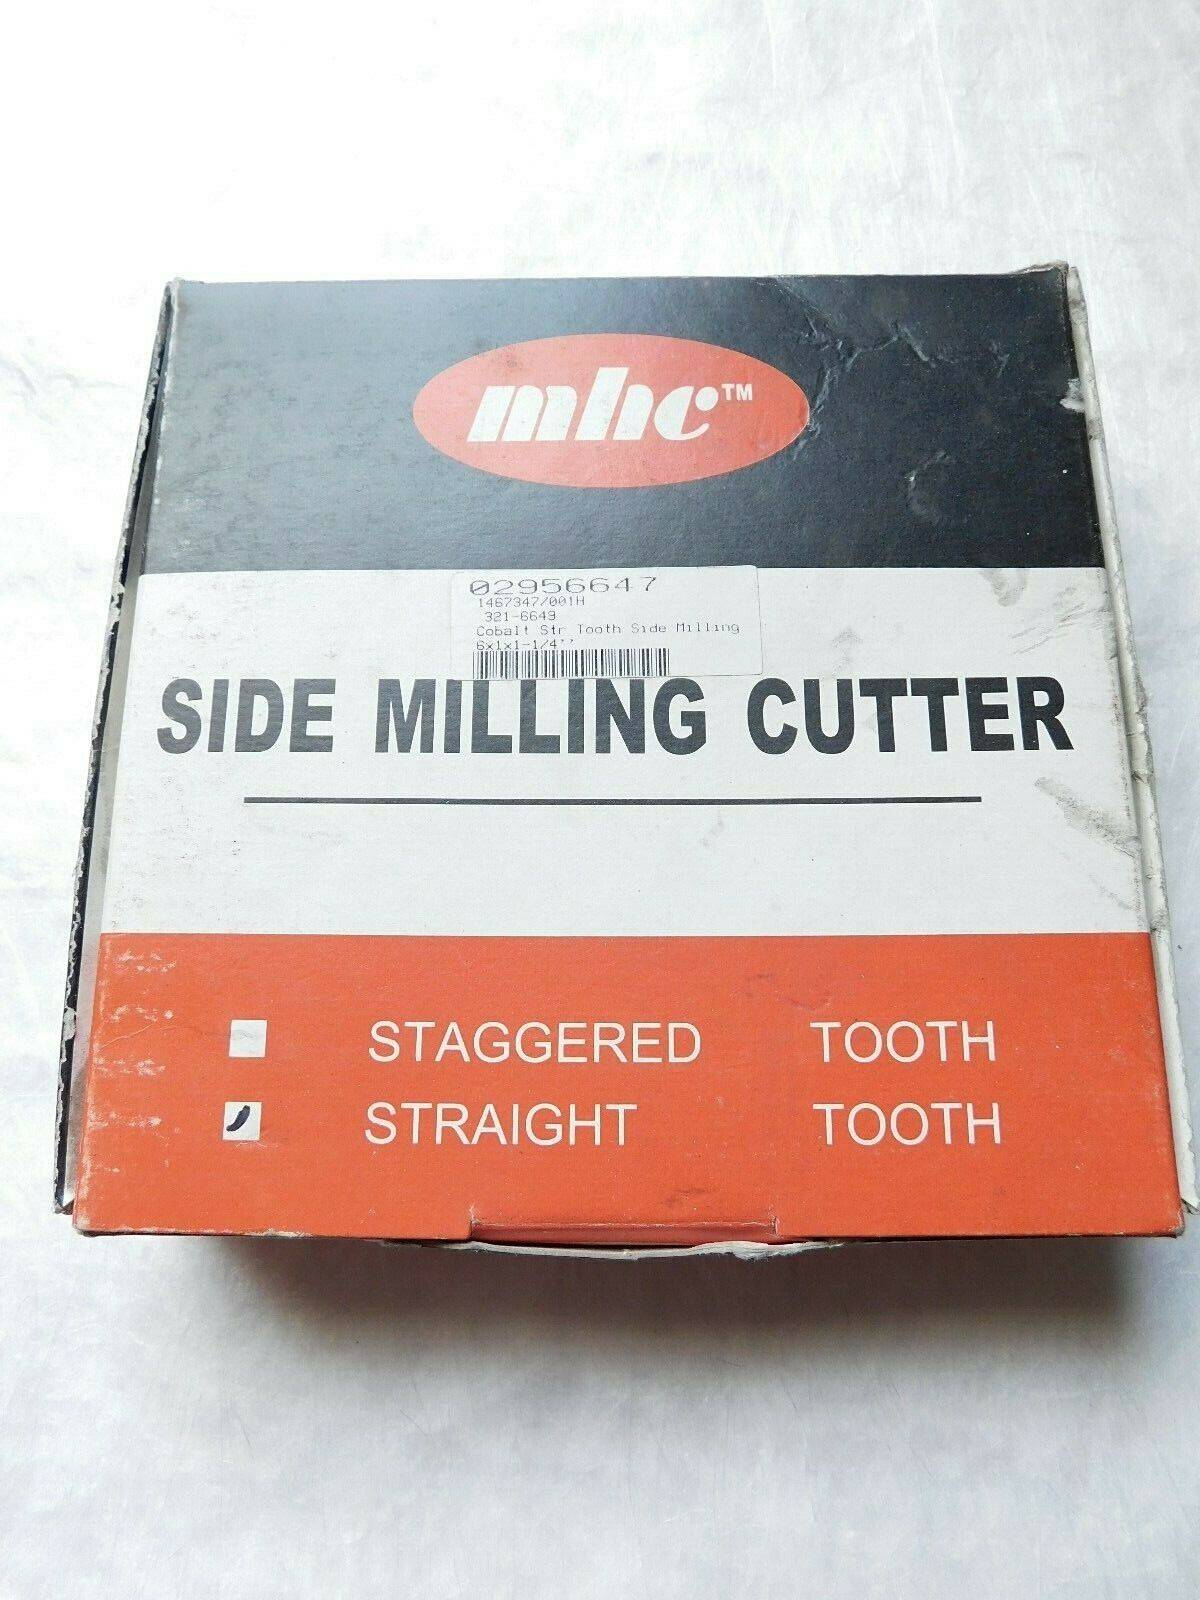 mhc™
02956647
1467347/001H
321-6649
Cobalt Str Tooth Side Milling
6x1x1-1/4''
SIDE MILLING CUTTER
STAGGERED TOOTH
STRAIGHT TOOTH